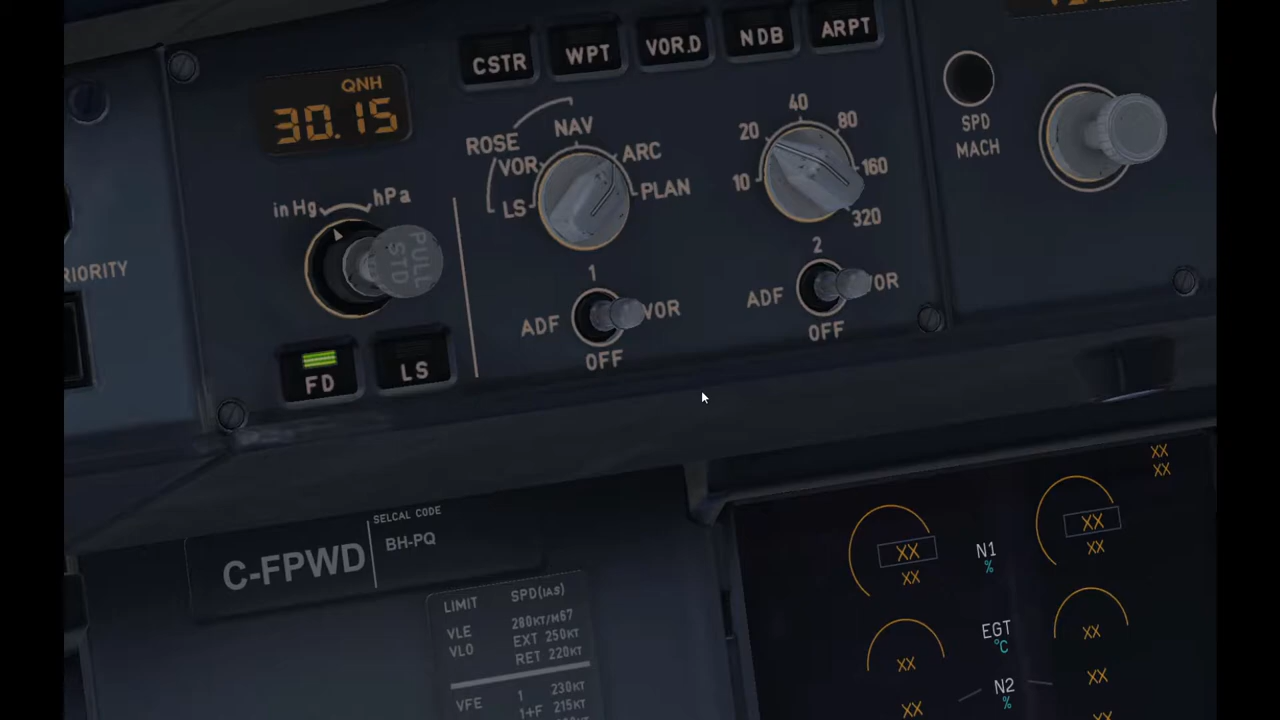 CSTR WPT VOR.D NDB ARPT
QNH
30.15
in Hg hPa
PULL
STD
FD LS
ROSE
LS VOR NAV ARC PLAN
10 20 40 80 160 320
1
ADF VOR
OFF
2
ADF VOR
OFF
SPD
MACH
RIORITY
C-FPWD
SELCAL CODE
BH-PQ
LIMIT SPD(IAS)
VLE 280KT/M67
VLO EXT 250KT
RET 220KT
VFE 1 230KT
1+F 215KT
XX
XX
XX N1 XX
XX % XX
XX EGT XX
°C
N2 XX
XX %